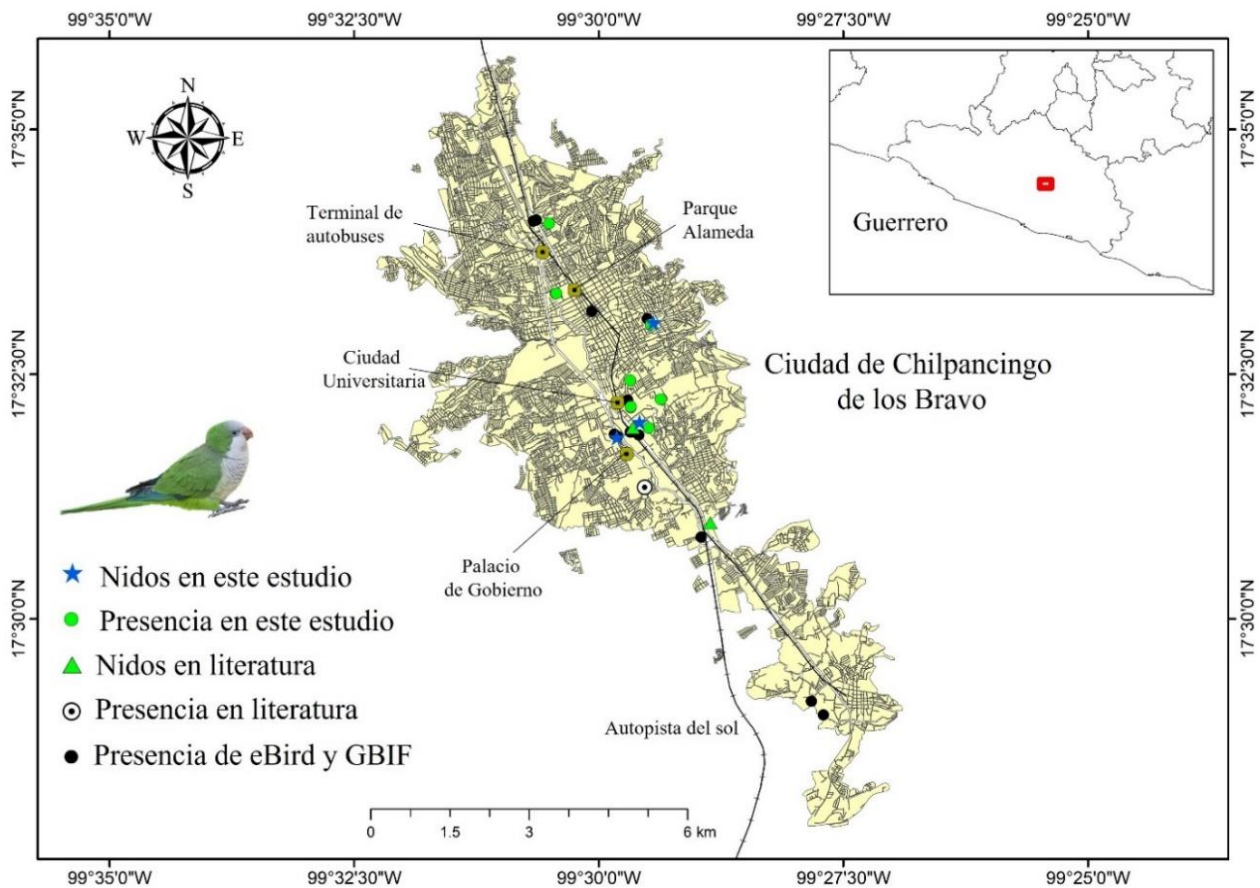 99°35'0"W
99°32'30"W
99°30'0"W
99°27'30"W
99°25'0"W
17°35'0"N
17°32'30"N
17°30'0"N
N
W
E
S
Terminal de
autobuses
Parque
Alameda
Guerrero
Ciudad
Universitaria
Ciudad de Chilpancingo
de los Bravo
Palacio
de Gobierno
Nidos en este estudio
Presencia en este estudio
Nidos en literatura
Presencia en literatura
Presencia de eBird y GBIF
Autopista del sol
0
1.5
3
6 km
17°35'0"N
17°32'30"N
17°30'0"N
99°35'0"W
99°32'30"W
99°30'0"W
99°27'30"W
99°25'0"W